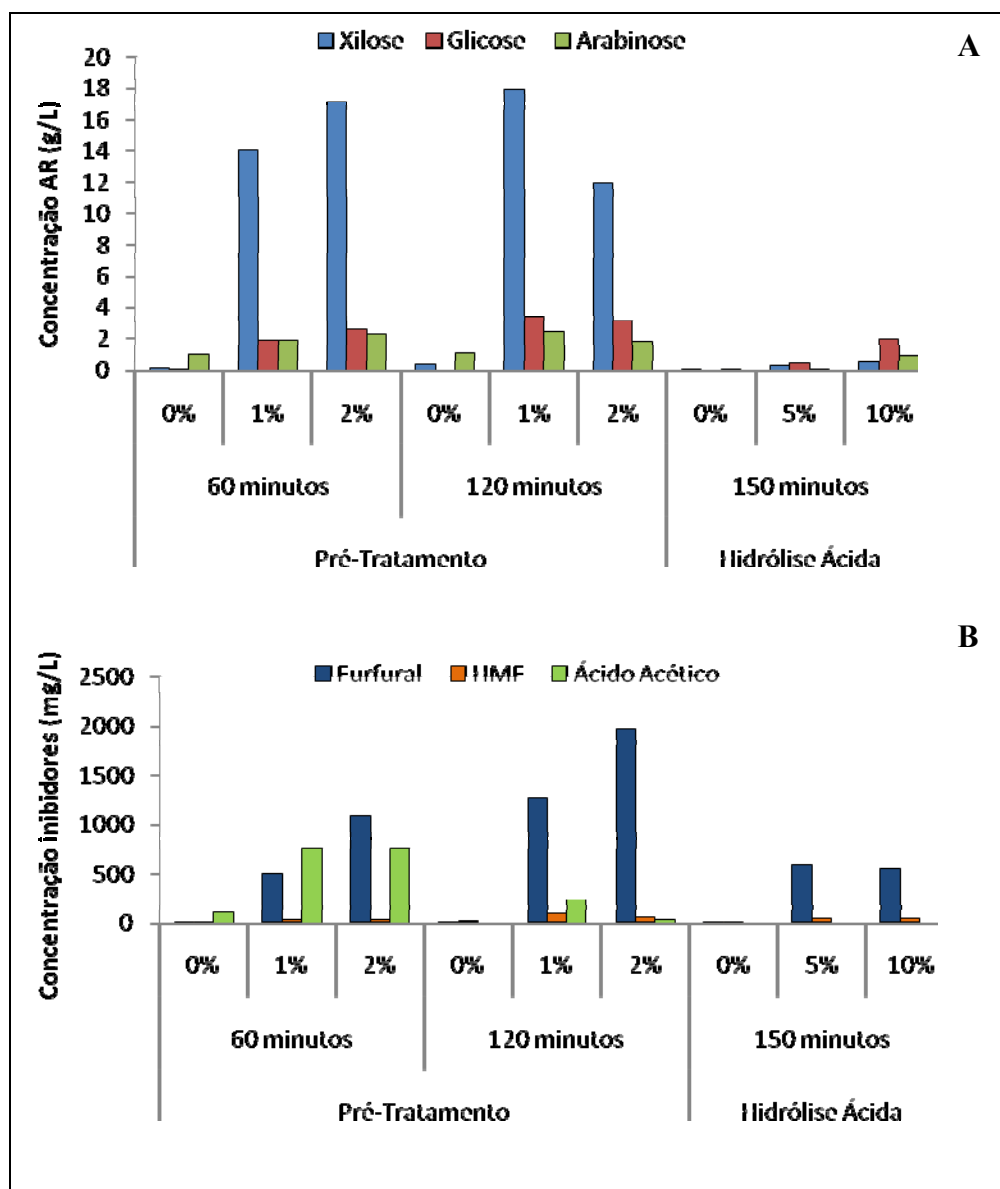 A
Xilose Glicose Arabinose
Concentração AR (g/L)
20
18
16
14
12
10
8
6
4
2
0
0% 1% 2% 0% 1% 2% 0% 5% 10%
60 minutos 120 minutos 150 minutos
Pré-Tratamento Hidrólise Ácida
B
Furfural HMF Ácido Acético
Concentração inibidores (mg/L)
2500
2000
1500
1000
500
0
0% 1% 2% 0% 1% 2% 0% 5% 10%
60 minutos 120 minutos 150 minutos
Pré-Tratamento Hidrólise Ácida